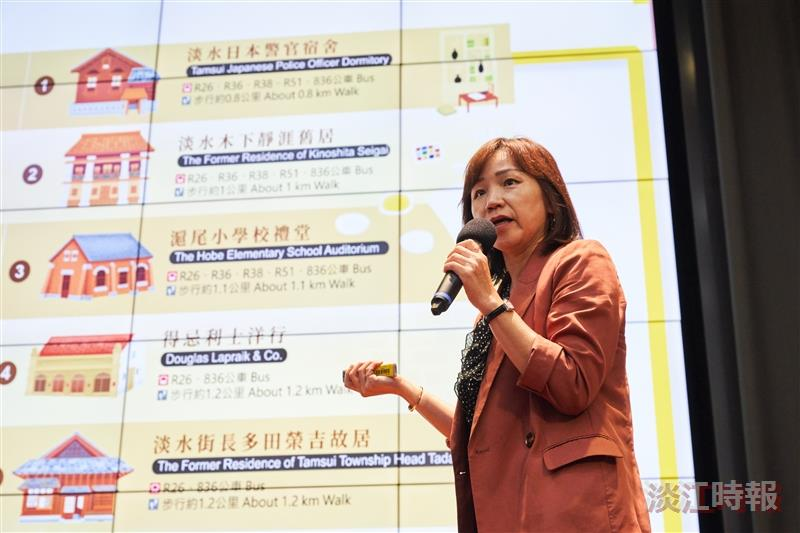 1
淡水日本警官宿舍
Tamsui Japanese Police Officer Dormitory
R26、R36、R38、R51、836公車 Bus
步行約0.8公里 About 0.8 km Walk
2
淡水木下靜涯舊居
The Former Residence of Kinoshita Seigai
R26、R36、R38、R51、836公車 Bus
步行約1公里 About 1 km Walk
3
滬尾小學校禮堂
The Hobe Elementary School Auditorium
R26、R36、R38、R51、836公車 Bus
步行約1.1公里 About 1.1 km Walk
4
得忌利士洋行
Douglas Lapraik & Co.
R26、836公車 Bus
步行約1.2公里 About 1.2 km Walk
淡水街長多田榮吉故居
The Former Residence of Tamsui Township Head Tada
R26、836公車 Bus
步行約1.2公里 About 1.2 km Walk
淡江時報